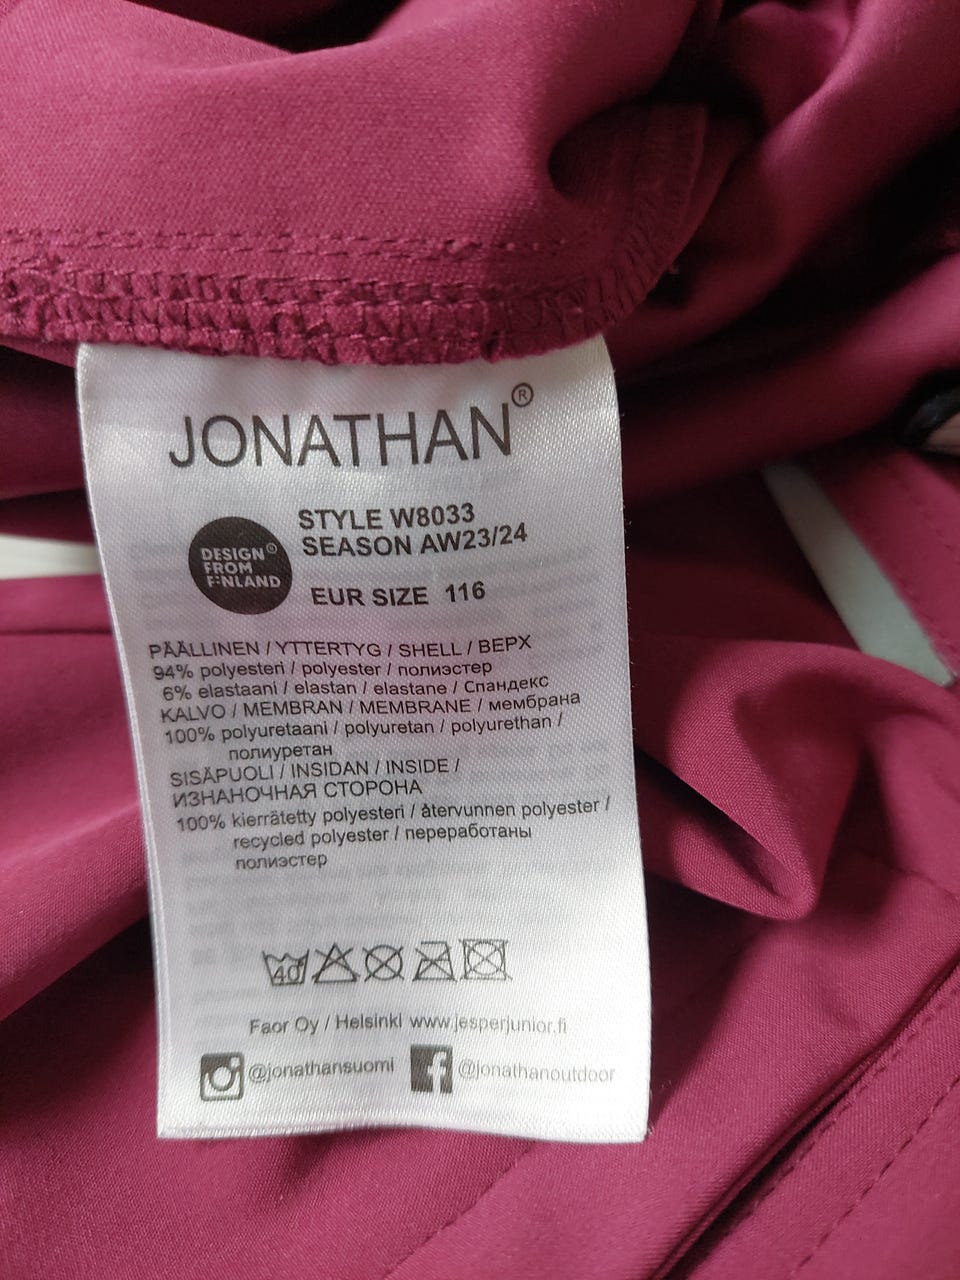 JONATHAN®
DESIGN®
FROM
FINLAND
STYLE W8033
SEASON AW23/24
EUR SIZE 116
PÄÄLLINEN / YTTERTYG / SHELL / ВЕРХ
94% polyesteri / polyester / полиэстер
6% elastaani / elastan / elastane / Спандекс
KALVO / MEMBRAN / MEMBRANE / мембрана
100% polyuretaani / polyuretan / polyurethan /
полиуретан
SISÄPUOLI / INSIDAN / INSIDE /
ИЗНАНОЧНАЯ СТОРОНА
100% kierrätetty polyesteri / återvunnen polyester /
recycled polyester / переработаны
полиэстер
40
Faor Oy / Helsinki www.jesperjunior.fi
@jonathansuomi
f @jonathanoutdoor